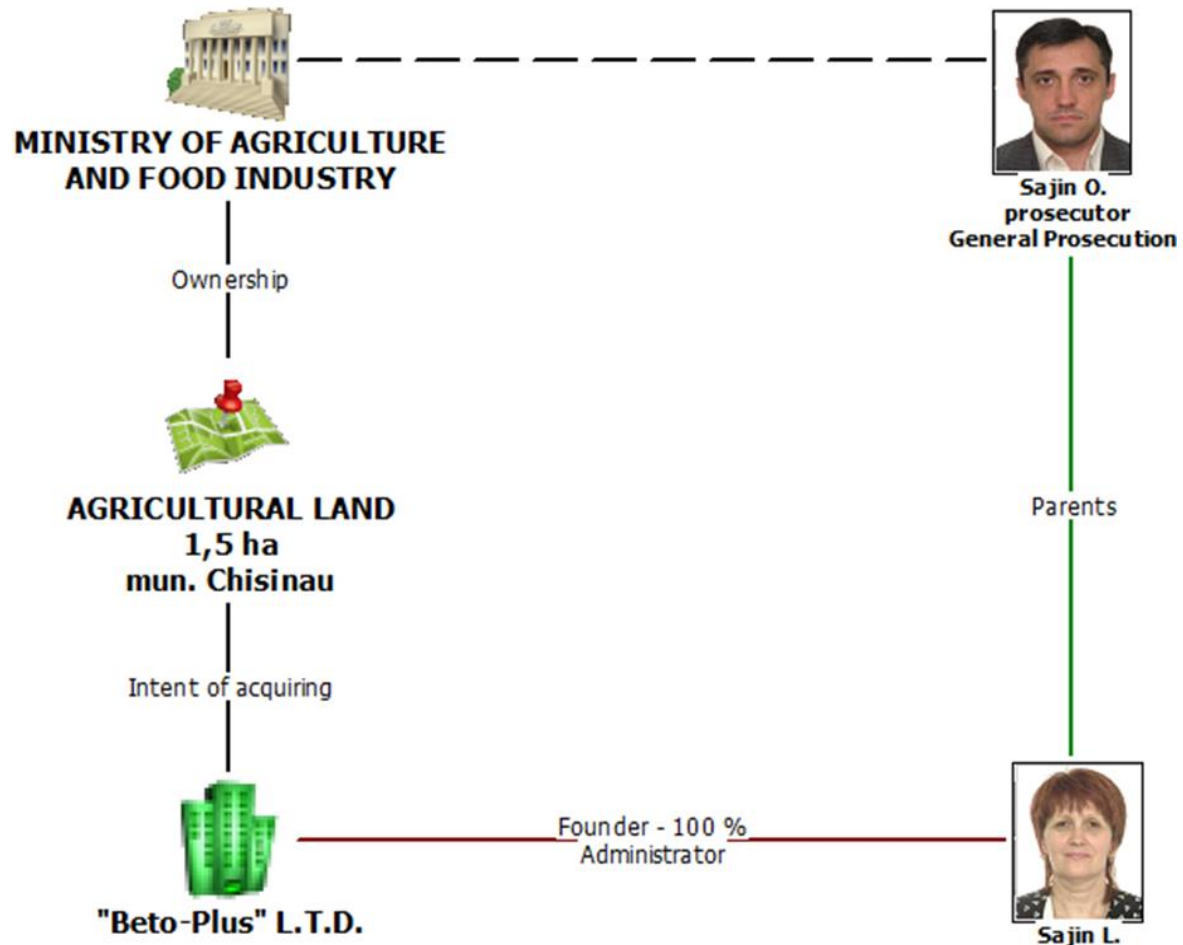 MINISTRY OF AGRICULTURE
AND FOOD INDUSTRY
Sajin O.
prosecutor
General Prosecution
Ownership
AGRICULTURAL LAND
1,5 ha
mun. Chisinau
Parents
Intent of acquiring
Founder - 100 %
Administrator
"Beto-Plus" L.T.D.
Sajin L.